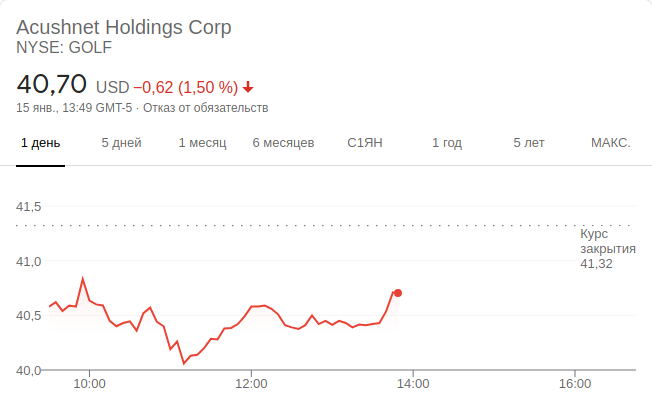 Acushnet Holdings Corp
NYSE: GOLF
40,70 USD −0,62 (1,50 %)
15 янв., 13:49 GMT-5 · Отказ от обязательств
1 день 5 дней 1 месяц 6 месяцев С1ЯН 1 год 5 лет МАКС.
41,5
41,0
40,5
40,0
Курс
закрытия
41,32
10:00 12:00 14:00 16:00